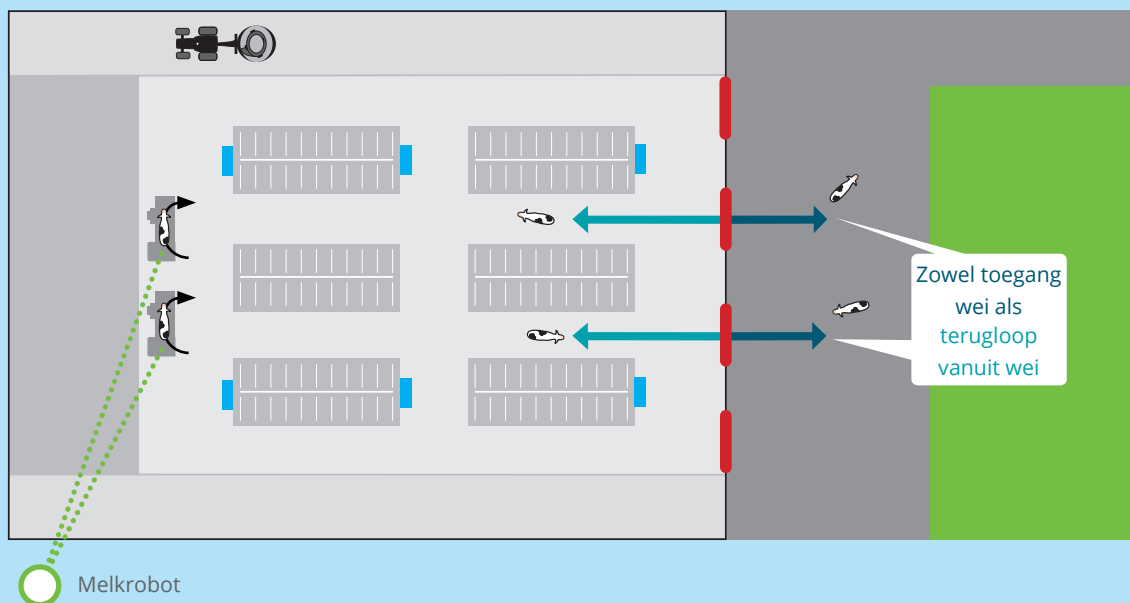 Zowel toegang
wei als
terugloop
vanuit wei
Melkrobot